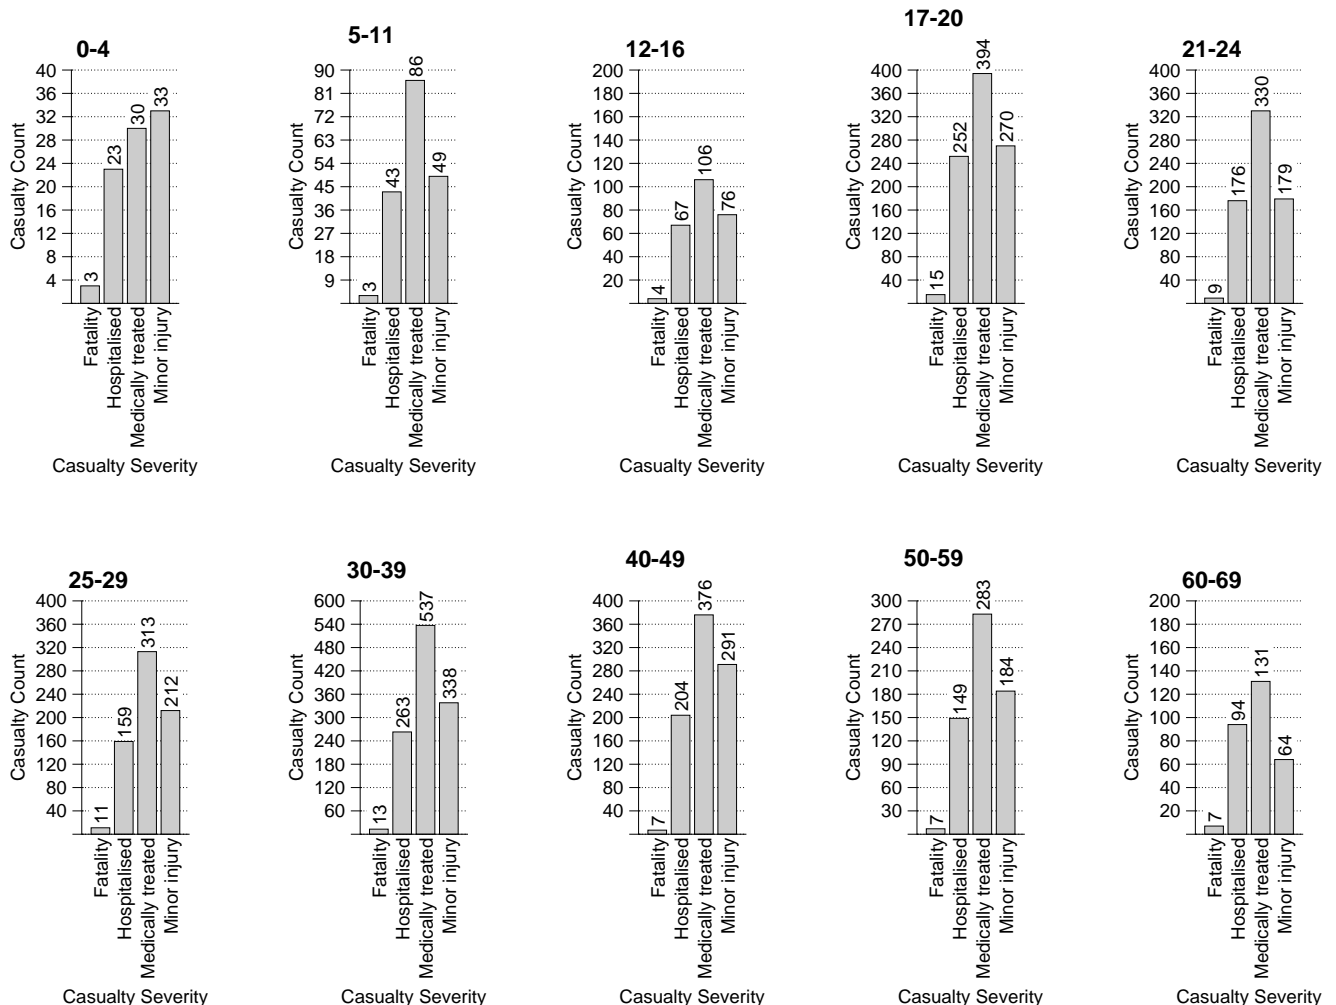 0-4
40
36
32
28
24
20
16
12
8
4
Casualty Count
3
23
30
33
Fatality
Hospitalised
Medically treated
Minor injury
Casualty Severity
5-11
90
81
72
63
54
45
36
27
18
9
Casualty Count
3
43
86
49
Fatality
Hospitalised
Medically treated
Minor injury
Casualty Severity
12-16
200
180
160
140
120
100
80
60
40
20
Casualty Count
4
67
106
76
Fatality
Hospitalised
Medically treated
Minor injury
Casualty Severity
17-20
400
360
320
280
240
200
160
120
80
40
Casualty Count
15
252
394
270
Fatality
Hospitalised
Medically treated
Minor injury
Casualty Severity
21-24
400
360
320
280
240
200
160
120
80
40
Casualty Count
9
176
330
179
Fatality
Hospitalised
Medically treated
Minor injury
Casualty Severity
25-29
400
360
320
280
240
200
160
120
80
40
Casualty Count
11
159
313
212
Fatality
Hospitalised
Medically treated
Minor injury
Casualty Severity
30-39
600
540
480
420
360
300
240
180
120
60
Casualty Count
13
263
537
338
Fatality
Hospitalised
Medically treated
Minor injury
Casualty Severity
40-49
400
360
320
280
240
200
160
120
80
40
Casualty Count
7
204
376
291
Fatality
Hospitalised
Medically treated
Minor injury
Casualty Severity
50-59
300
270
240
210
180
150
120
90
60
30
Casualty Count
7
149
283
184
Fatality
Hospitalised
Medically treated
Minor injury
Casualty Severity
60-69
200
180
160
140
120
100
80
60
40
20
Casualty Count
7
94
131
64
Fatality
Hospitalised
Medically treated
Minor injury
Casualty Severity